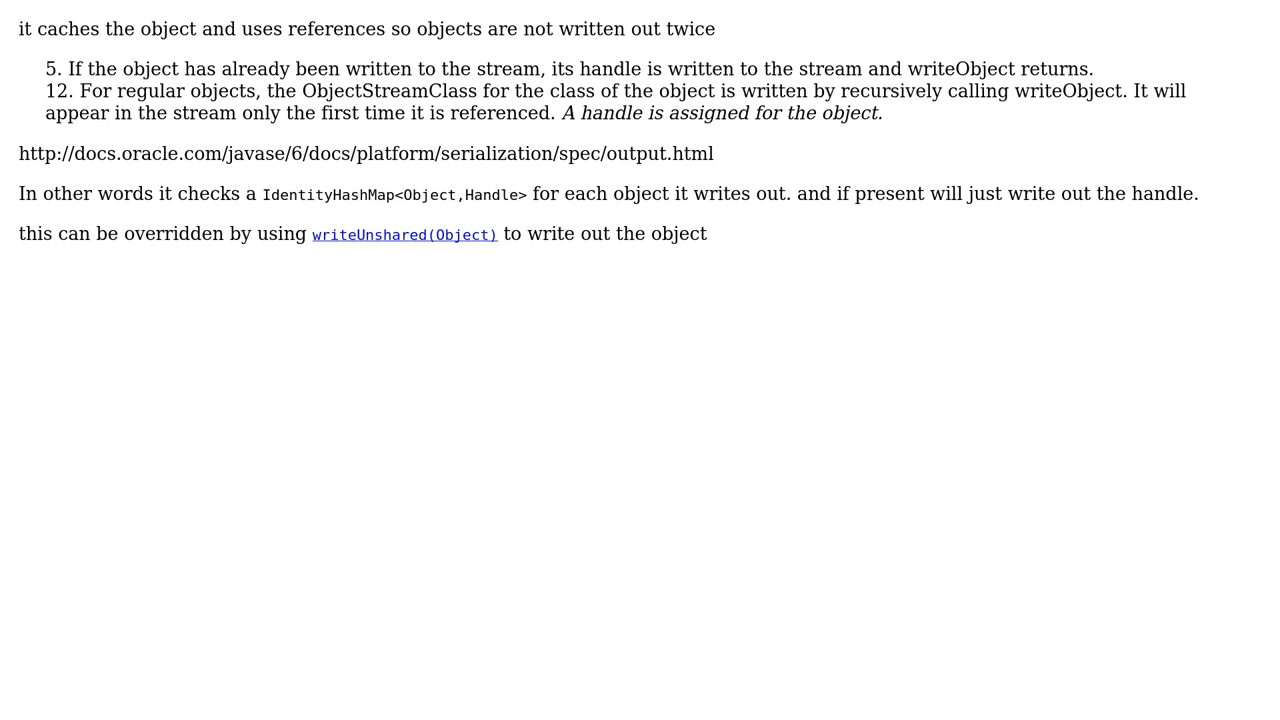 it caches the object and uses references so objects are not written out twice
5. If the object has already been written to the stream, its handle is written to the stream and writeObject returns.
12. For regular objects, the ObjectStreamClass for the class of the object is written by recursively calling writeObject. It will
appear in the stream only the first time it is referenced. A handle is assigned for the object.
http://docs.oracle.com/javase/6/docs/platform/serialization/spec/output.html
In other words it checks a IdentityHashMap<Object,Handle> for each object it writes out. and if present will just write out the handle.
this can be overridden by using writeUnshared(Object) to write out the object